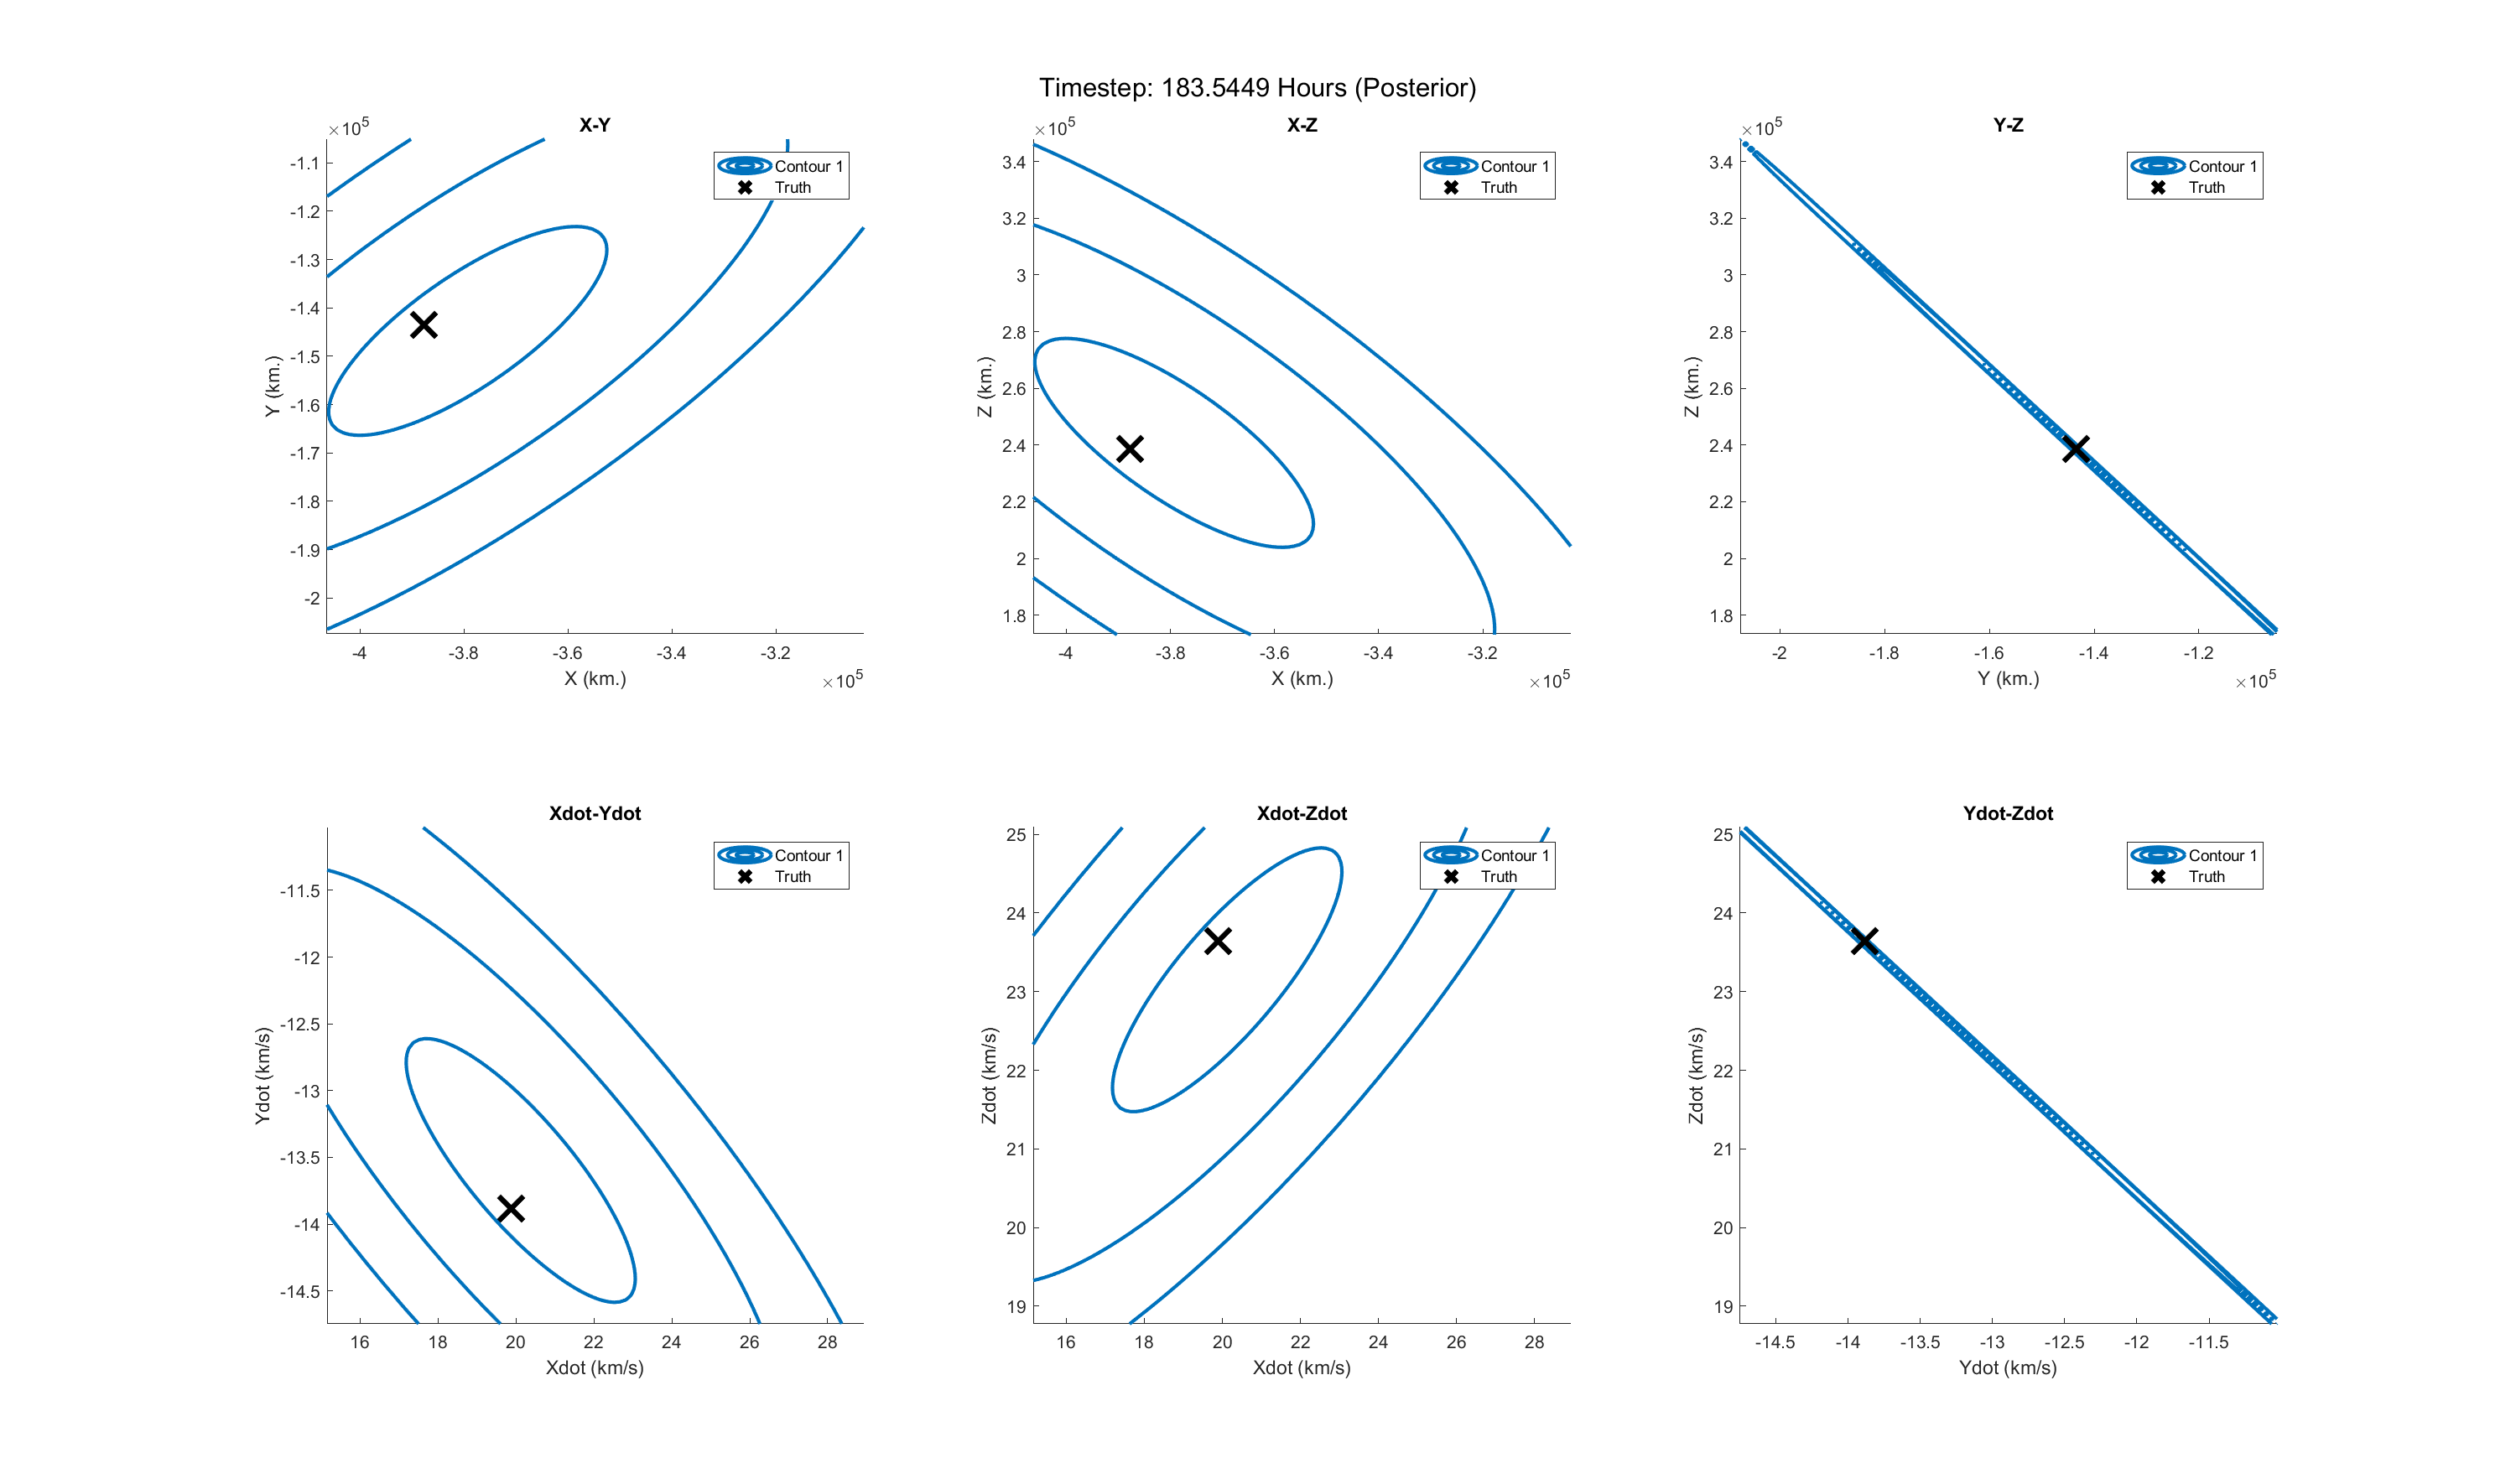 Timestep: 183.5449 Hours (Posterior)
X-Y
×10^5
-1.1
-1.2
-1.3
-1.4
-1.5
-1.6
-1.7
-1.8
-1.9
-2
Y (km.)
-4 -3.8 -3.6 -3.4 -3.2
X (km.)
×10^5
Contour 1
Truth
X-Z
×10^5
3.4
3.2
3
2.8
2.6
2.4
2.2
2
1.8
Z (km.)
-4 -3.8 -3.6 -3.4 -3.2
X (km.)
×10^5
Contour 1
Truth
Y-Z
×10^5
3.4
3.2
3
2.8
2.6
2.4
2.2
2
1.8
Z (km.)
-2 -1.8 -1.6 -1.4 -1.2
Y (km.)
×10^5
Contour 1
Truth
Xdot-Ydot
-11.5
-12
-12.5
-13
-13.5
-14
-14.5
Ydot (km/s)
16 18 20 22 24 26 28
Xdot (km/s)
Contour 1
Truth
Xdot-Zdot
25
24
23
22
21
20
19
Zdot (km/s)
16 18 20 22 24 26 28
Xdot (km/s)
Contour 1
Truth
Ydot-Zdot
25
24
23
22
21
20
19
Zdot (km/s)
-14.5 -14 -13.5 -13 -12.5 -12 -11.5
Ydot (km/s)
Contour 1
Truth